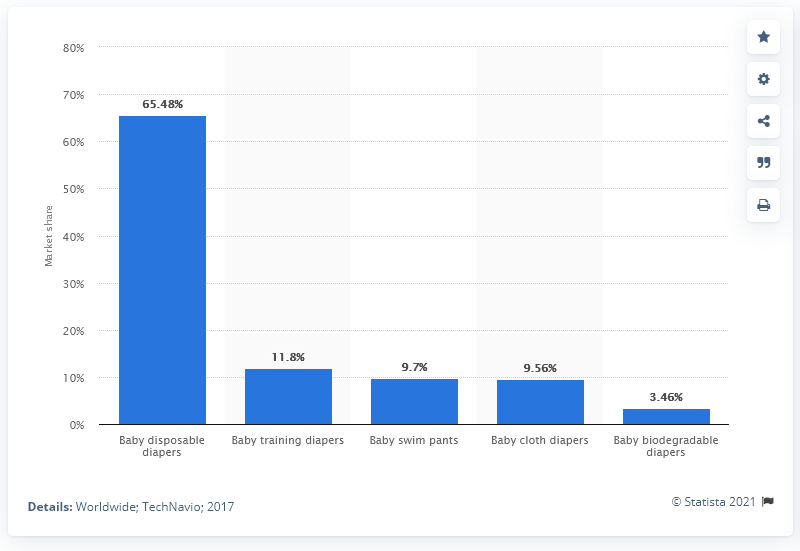 80%
70%
60%
50%
40%
30%
20%
10%
0%
Market share
65.48%
11.8%
9.7%
9.56%
3.46%
Baby disposable
diapers
Baby training diapers
Baby swim pants
Baby cloth diapers
Baby biodegradable
diapers
Details: Worldwide; TechNavio; 2017
© Statista 2021